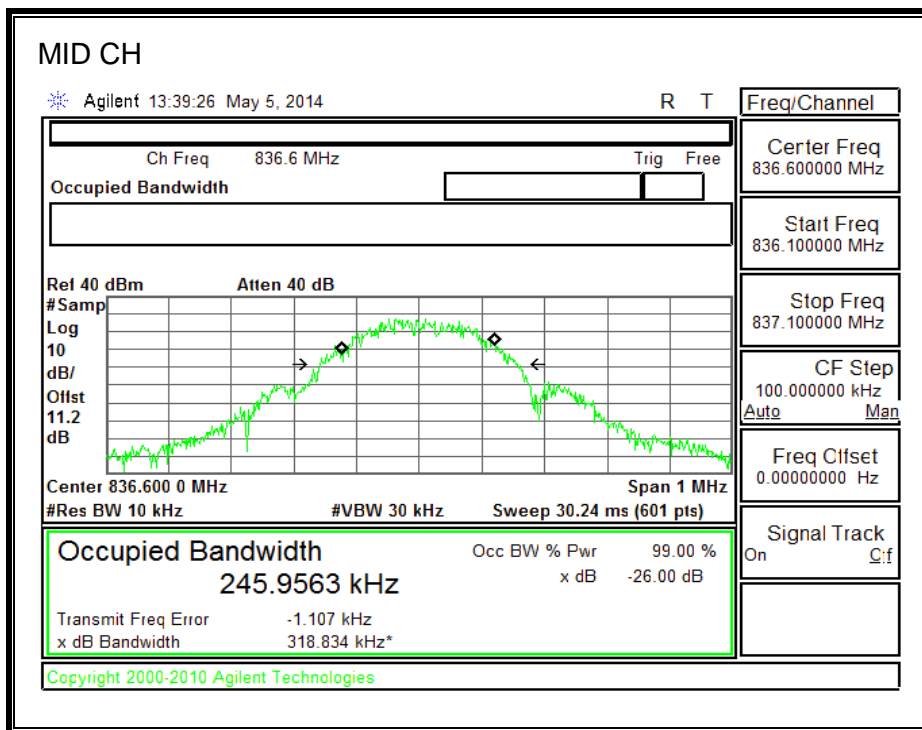 MID CH
Agilent 13:39:26 May 5, 2014 R T
Freq/Channel
Ch Freq 836.6 MHz Trig Free
Occupied Bandwidth
Center Freq
836.600000 MHz
Start Freq
836.100000 MHz
Stop Freq
837.100000 MHz
CF Step
100.000000 kHz
Auto Man
Freq Offset
0.00000000 Hz
Signal Track
On Off
Ref 40 dBm Atten 40 dB
#Samp
Log
10
dB/
Offst
11.2
dB
Center 836.600 0 MHz Span 1 MHz
#Res BW 10 kHz #VBW 30 kHz Sweep 30.24 ms (601 pts)
Occupied Bandwidth
245.9563 kHz
Occ BW % Pwr 99.00 %
x dB -26.00 dB
Transmit Freq Error -1.107 kHz
x dB Bandwidth 318.834 kHz*
Copyright 2000-2010 Agilent Technologies